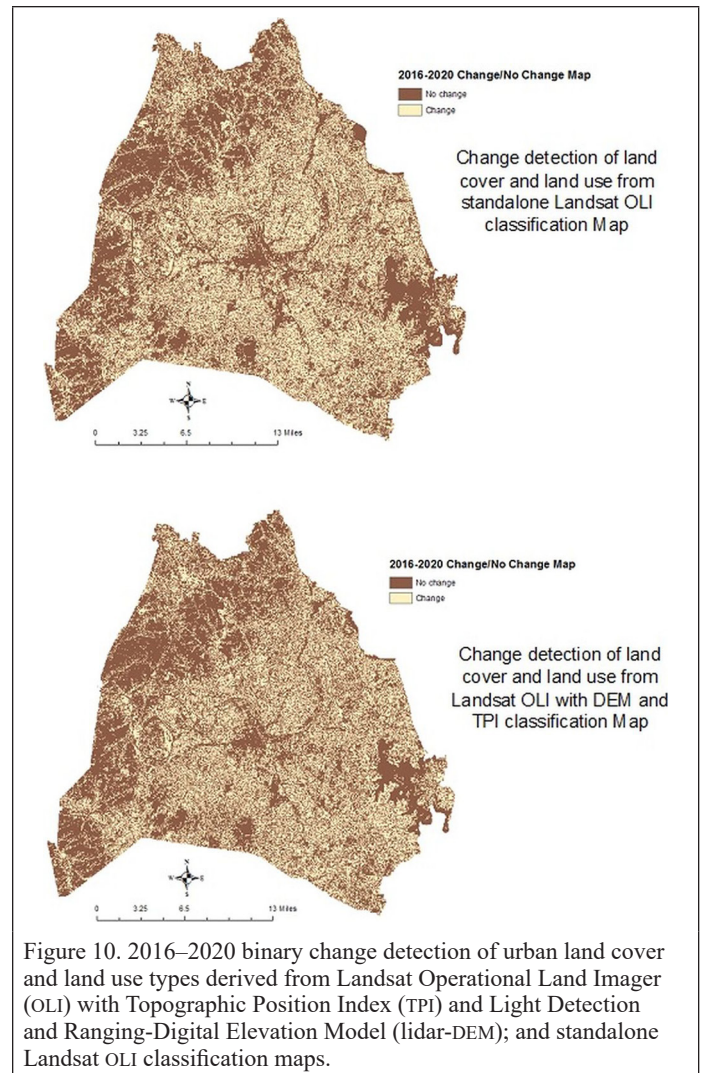 2016-2020 Change/No Change Map
No change
Change
Change detection of land
cover and land use from
standalone Landsat OLI
classification Map
N
W E
S
0 3.25 6.5 13 Miles
2016-2020 Change/No Change Map
No change
Change
Change detection of land
cover and land use from
Landsat OLI with DEM and
TPI classification Map
N
W E
S
0 3.25 6.5 13 Miles
Figure 10. 2016–2020 binary change detection of urban land cover
and land use types derived from Landsat Operational Land Imager
(OLI) with Topographic Position Index (TPI) and Light Detection
and Ranging-Digital Elevation Model (lidar-DEM); and standalone
Landsat OLI classification maps.